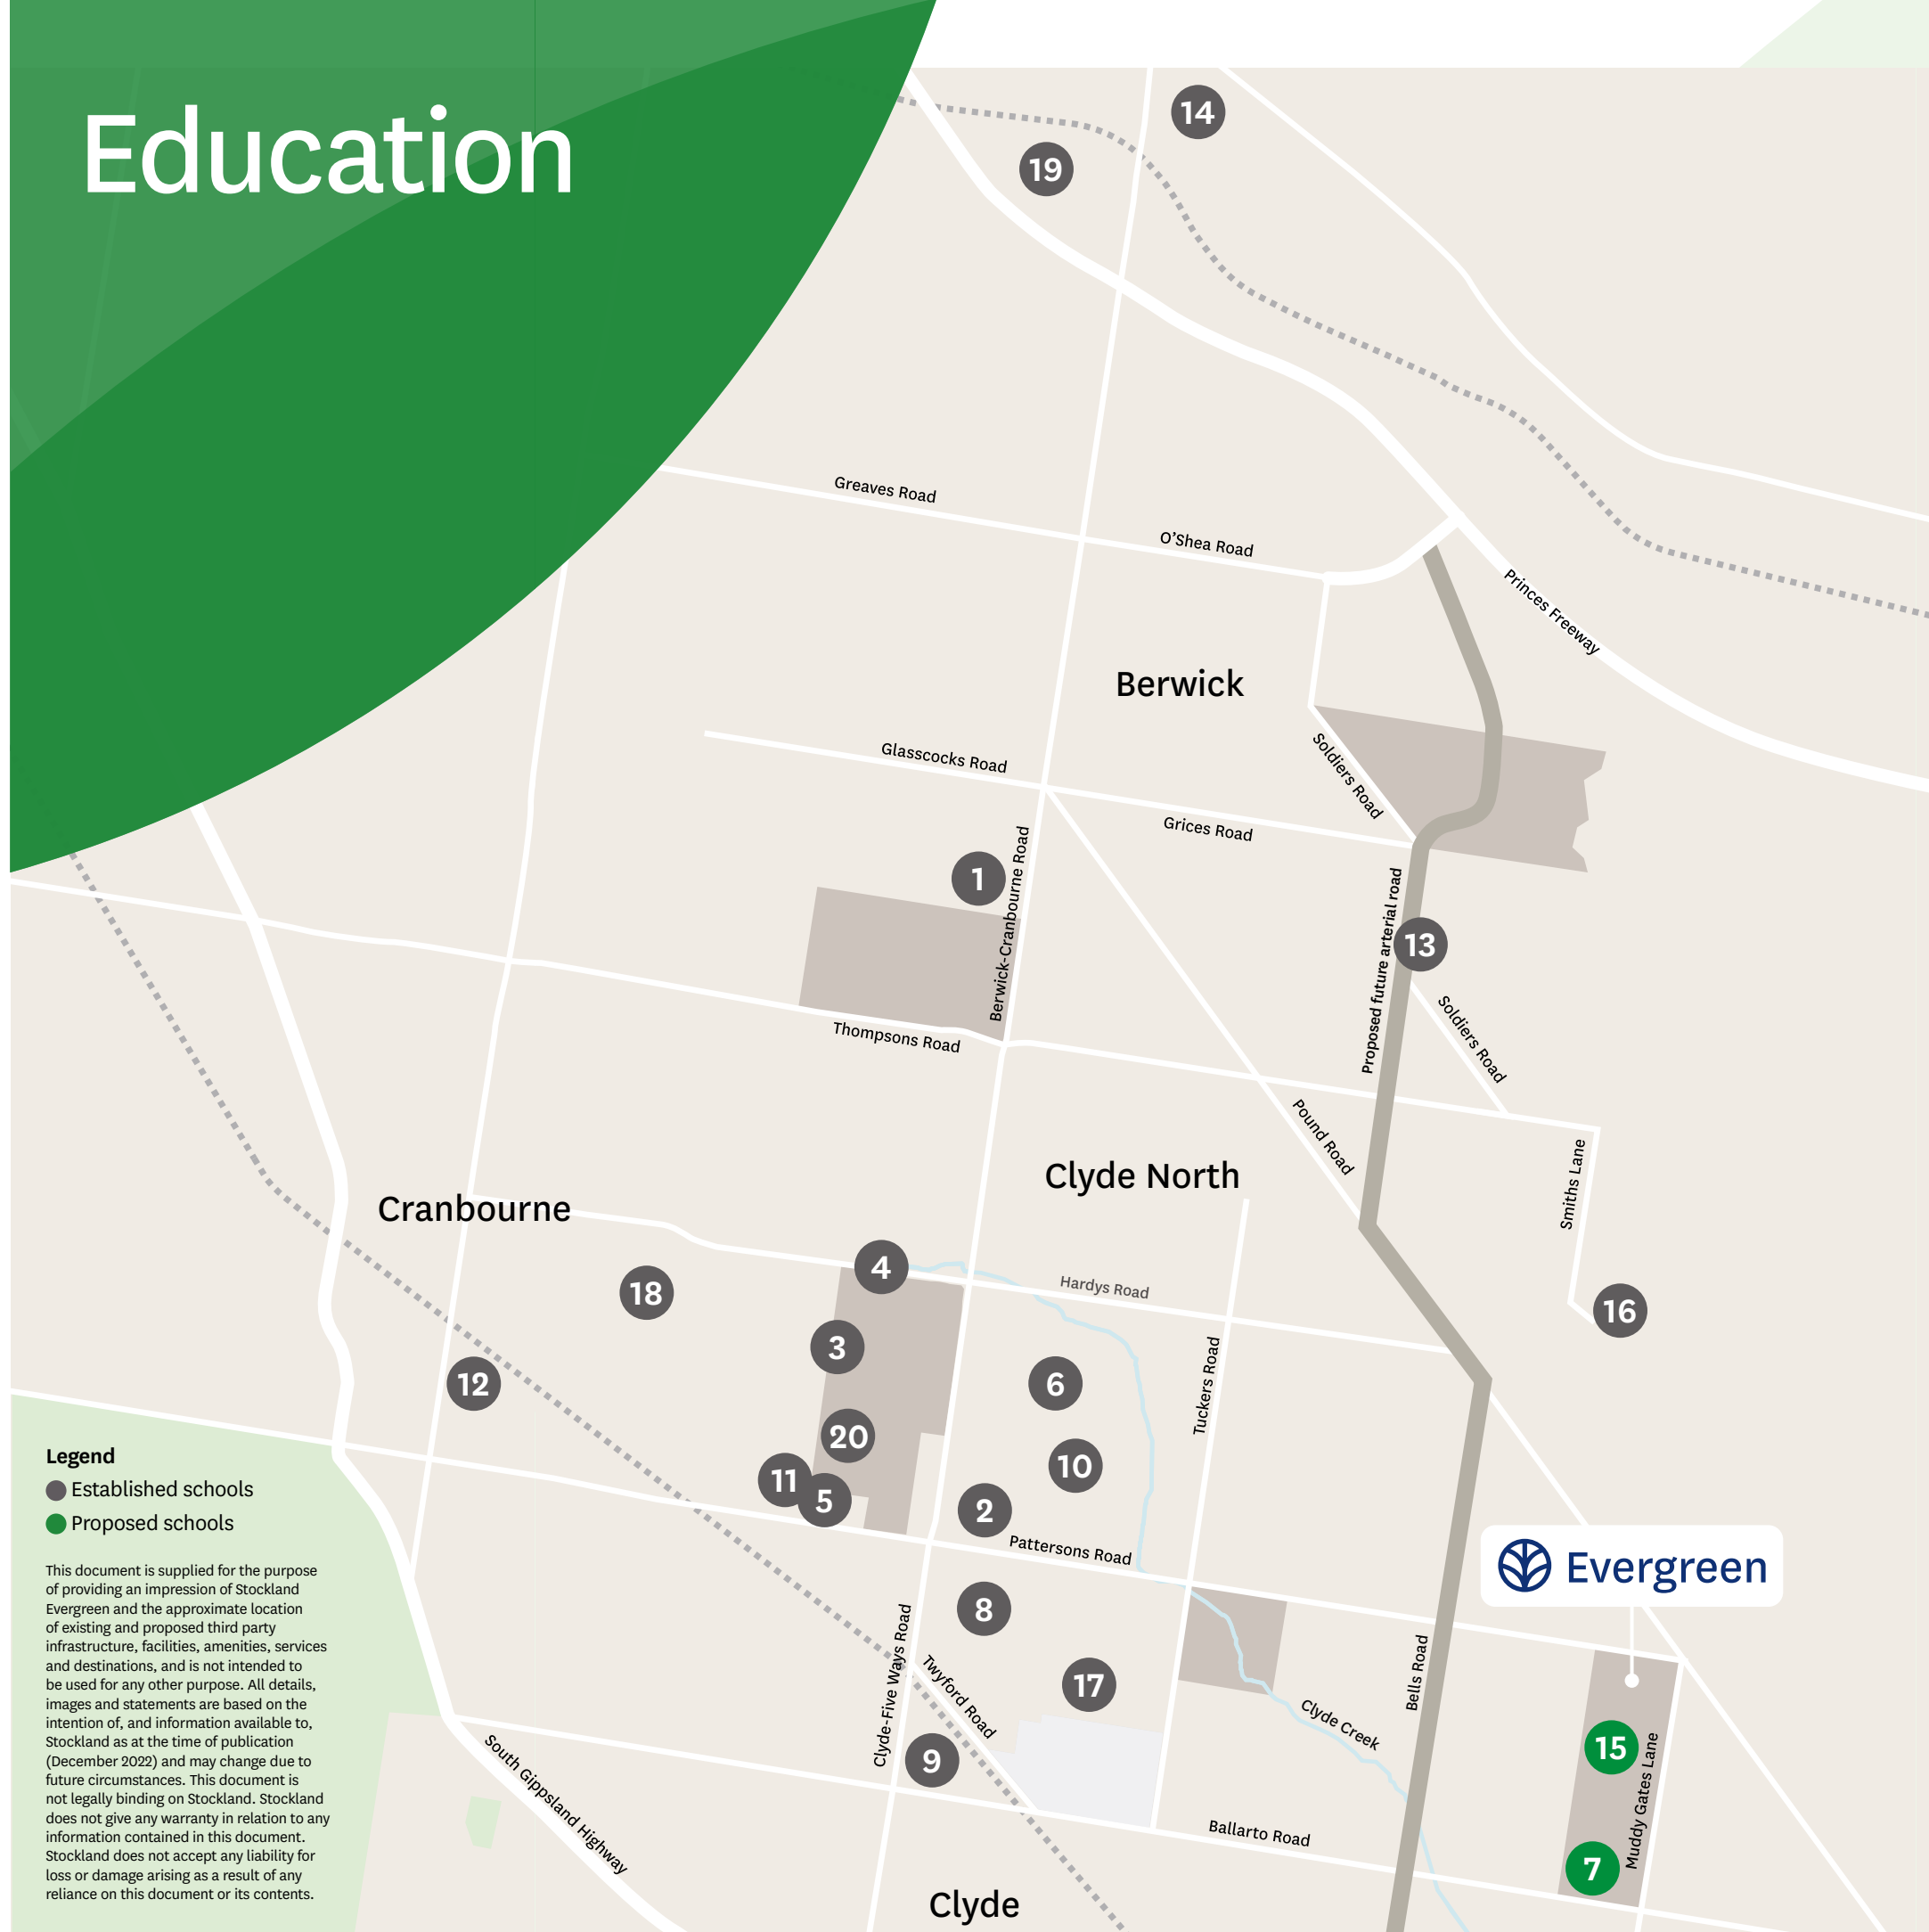 Education
14
19
Greaves Road
O'Shea Road
Princes Freeway
Berwick
Soldiers Road
Glasscocks Road
Grices Road
1
Berwick-Cranbourne Road
Proposed future arterial road
13
Soldiers Road
Thompsons Road
Pound Road
Smiths Lane
Clyde North
Cranbourne
4
Hardys Road
18
16
3
Tuckers Road
12
6
20
10
11
5
2
Pattersons Road
Evergreen
8
Clyde-Five Ways Road
Twyford Road
17
Bells Road
Clyde Creek
9
15
Muddy Gates Lane
South Gippsland Highway
Ballarto Road
7
Clyde
Legend
Established schools
Proposed schools
This document is supplied for the purpose
of providing an impression of Stockland
Evergreen and the approximate location
of existing and proposed third party
infrastructure, facilities, amenities, services
and destinations, and is not intended to
be used for any other purpose. All details,
images and statements are based on the
intention of, and information available to,
Stockland as at the time of publication
(December 2022) and may change due to
future circumstances. This document is
not legally binding on Stockland. Stockland
does not give any warranty in relation to any
information contained in this document.
Stockland does not accept any liability for
loss or damage arising as a result of any
reliance on this document or its contents.